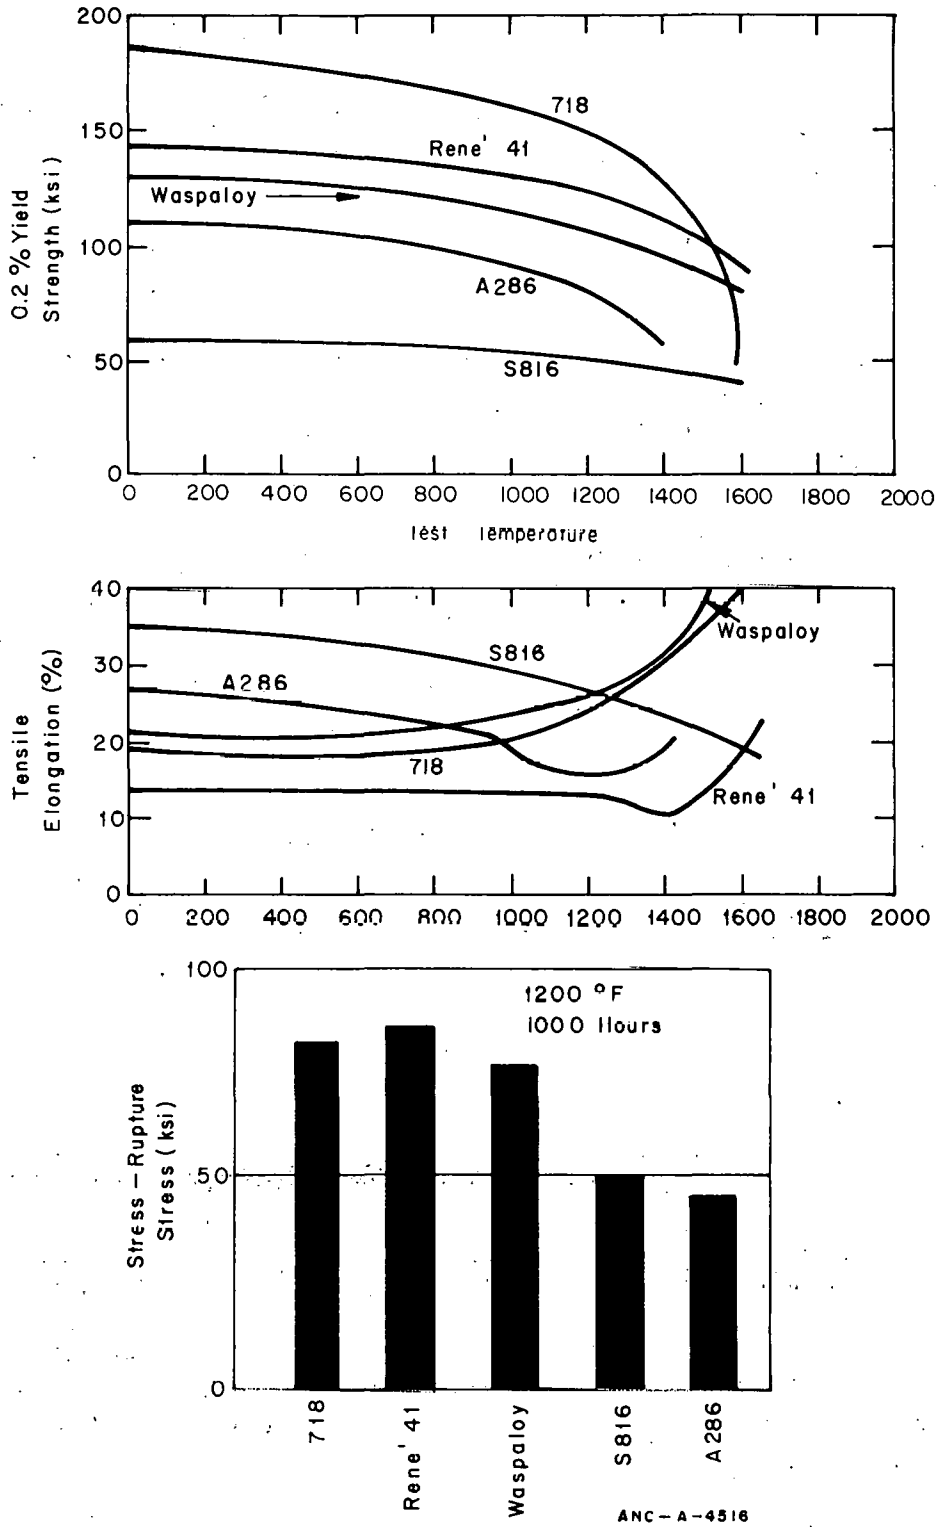 200
150
100
50
0
0.2 % Yield
Strength (ksi)
718
Rene' 41
Waspaloy
A286
S816
0 200 400 600 800 1000 1200 1400 1600 1800 2000
Test Temperature
40
30
20
10
0
Tensile
Elongation (%)
S816
A286
Waspaloy
718
Rene' 41
0 200 400 600 800 1000 1200 1400 1600 1800 2000
100
50
0
Stress-Rupture
Stress (ksi)
1200 °F
1000 Hours
718
Rene' 41
Waspaloy
S816
A286
ANC-A-4516